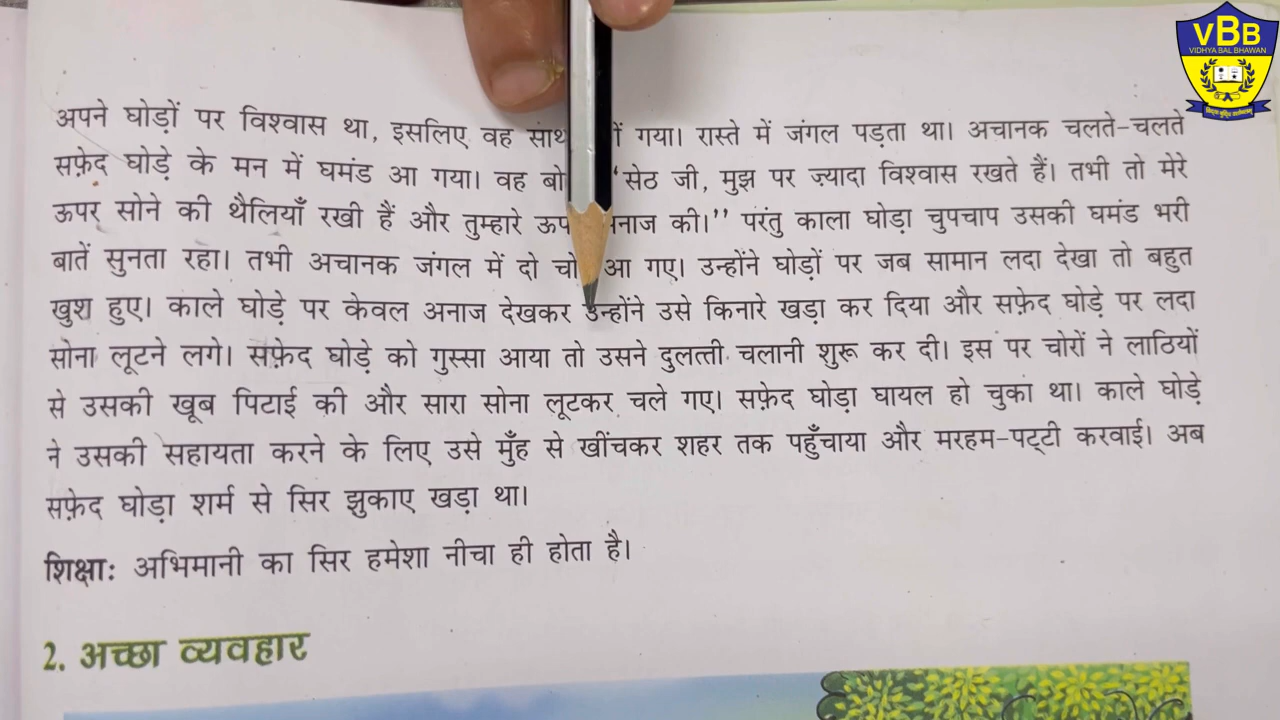 VBB
VIDHYA BAL BHAWAN
अपने घोड़ों पर विश्वास था, इसलिए वह साथ गया। रास्ते में जंगल पड़ता था। अचानक चलते-चलते
सफ़ेद घोड़े के मन में घमंड आ गया। वह “सेठ जी, मुझ पर ज़्यादा विश्वास रखते हैं। तभी तो मेरे
ऊपर सोने की थैलियाँ रखी हैं और तुम्हारे की।” परंतु काला घोड़ा चुपचाप उसकी घमंड भरी
बातें सुनता रहा। तभी अचानक जंगल में दो आ गए। उन्होंने घोड़ों पर जब सामान लदा देखा तो बहुत
खुश हुए। काले घोड़े पर केवल अनाज देखकर उन्होंने उसे किनारे खड़ा कर दिया और सफ़ेद घोड़े पर लदा
सोना लूटने लगे। सफ़ेद घोड़े को गुस्सा आया तो उसने दुलत्ती चलानी शुरू कर दी। इस पर चोरों ने लाठियों
से उसकी खूब पिटाई की और सारा सोना लूटकर चले गए। सफ़ेद घोड़ा घायल हो चुका था। काले घोड़े
ने उसकी सहायता करने के लिए उसे मुँह से खींचकर शहर तक पहुँचाया और मरहम-पट्टी करवाई। अब
सफ़ेद घोड़ा शर्म से सिर झुकाए खड़ा था।
शिक्षाः अभिमानी का सिर हमेशा नीचा ही होता है।
2. अच्छा व्यवहार